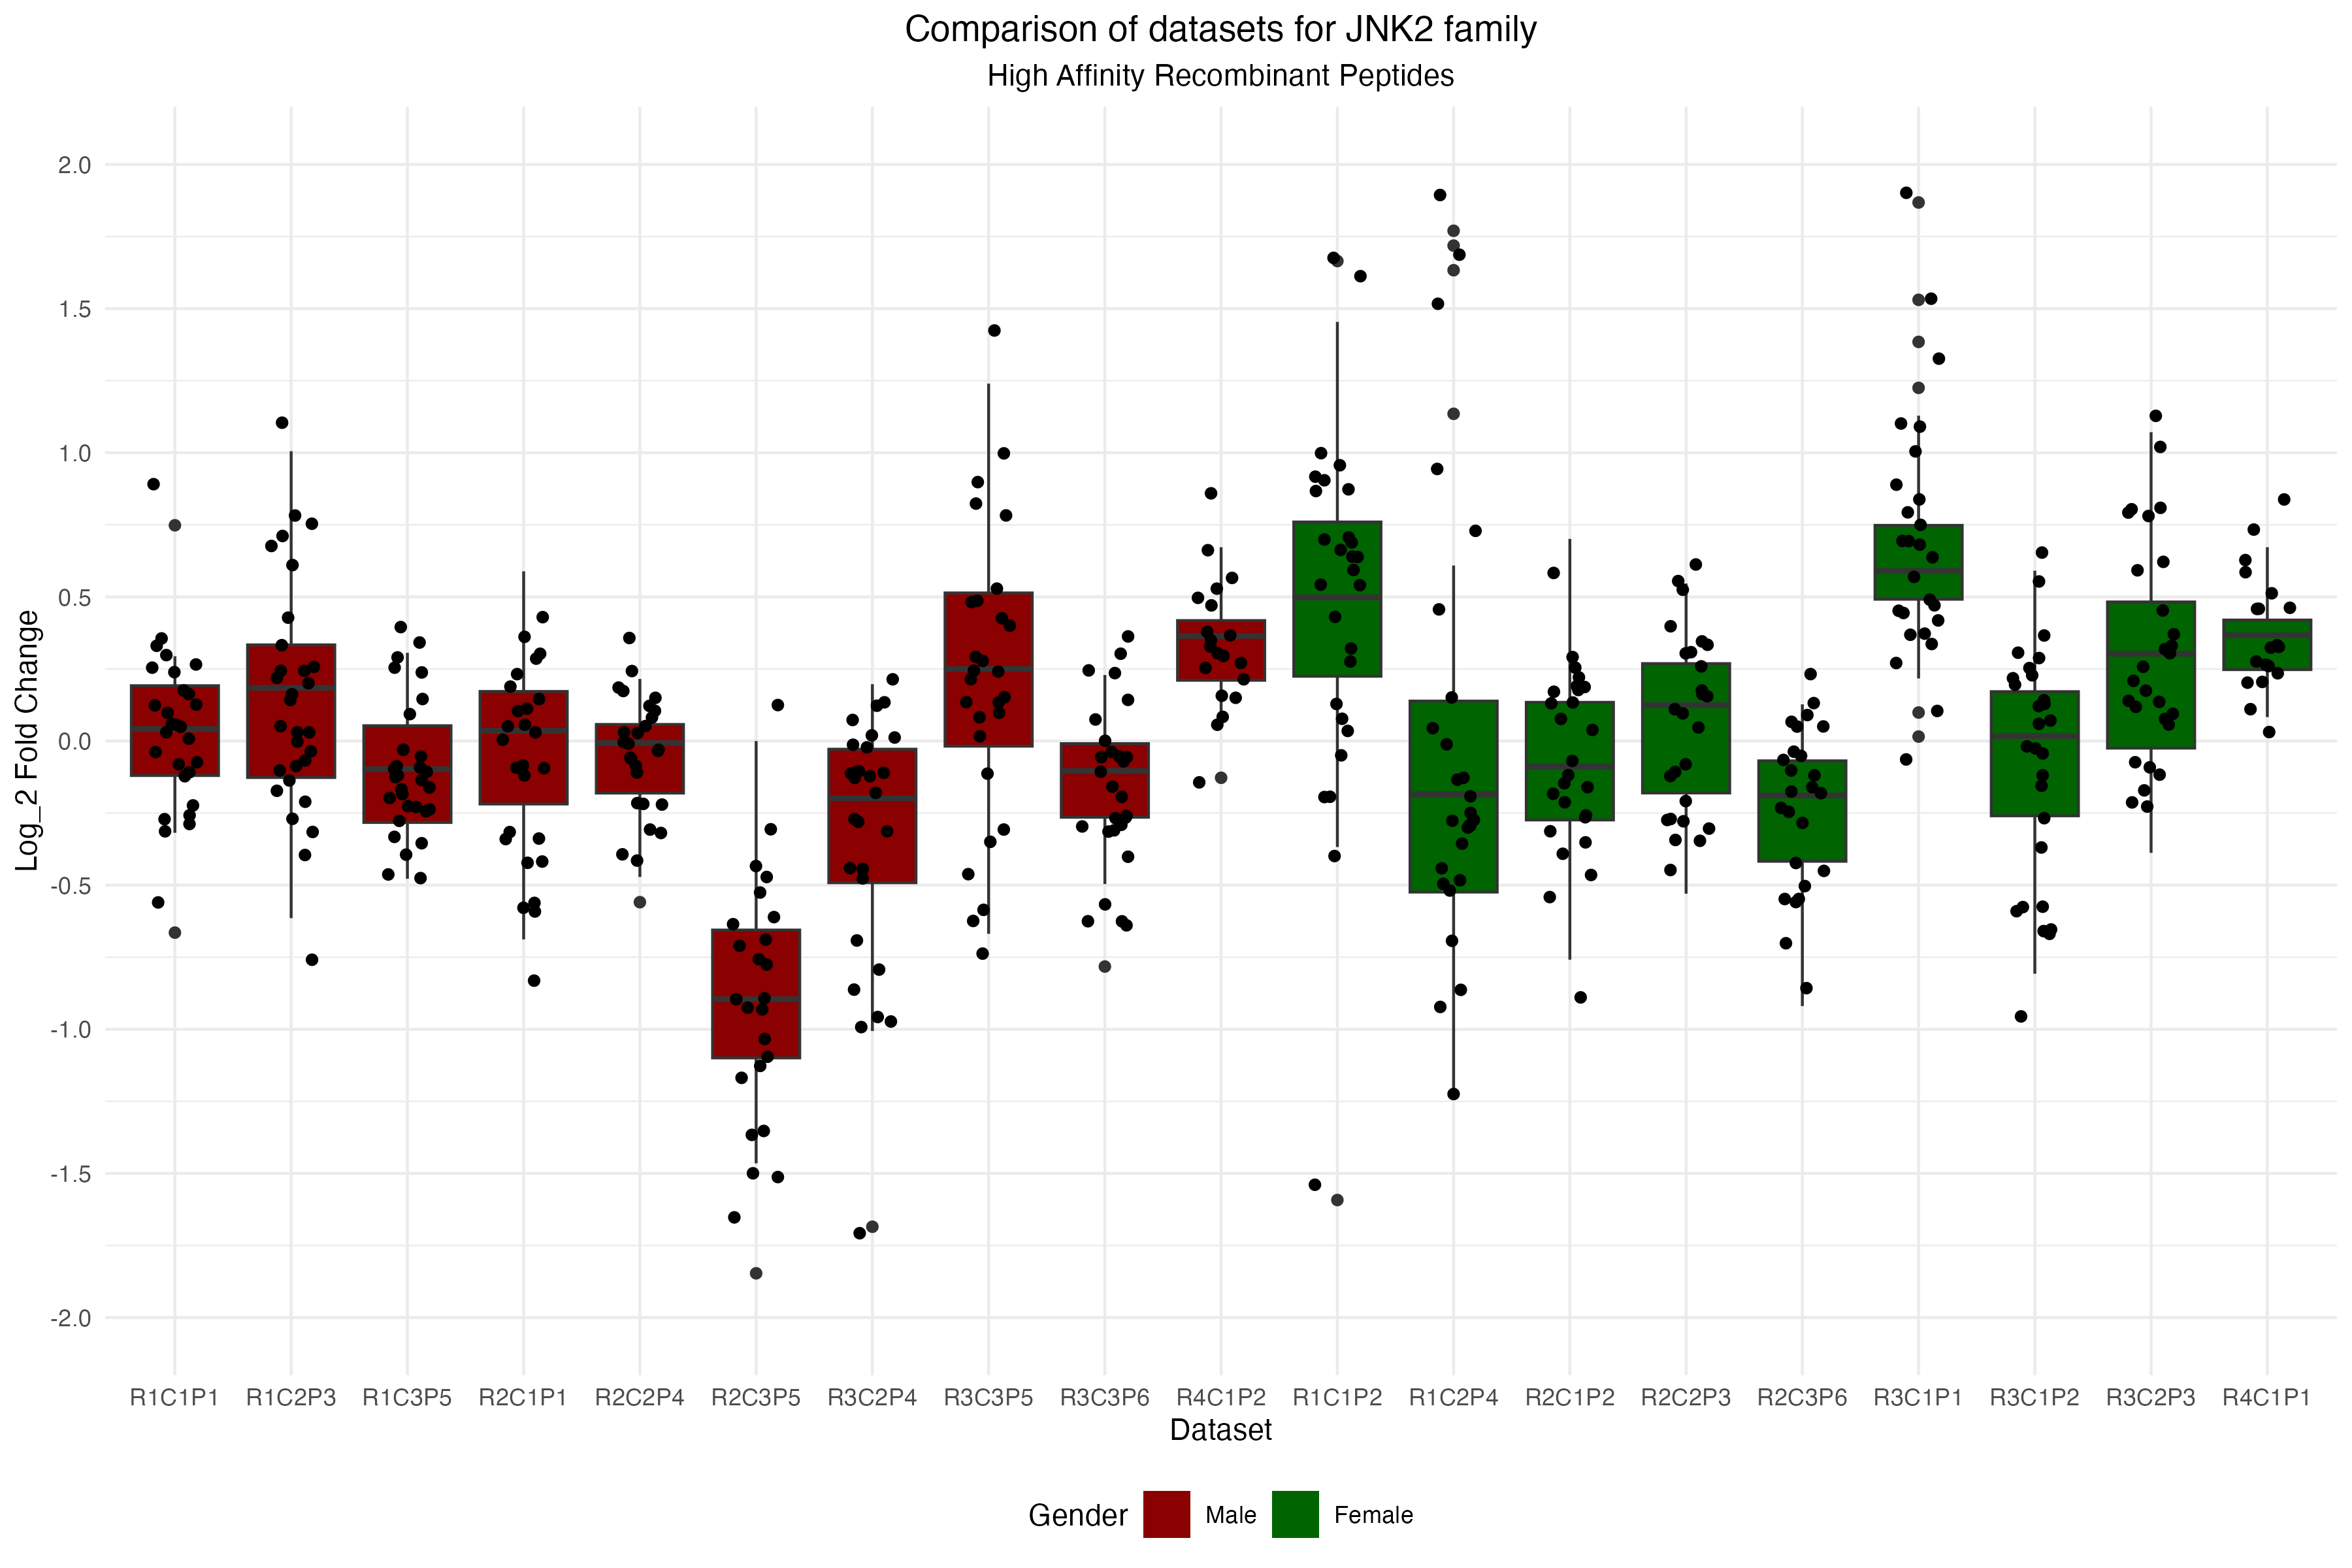 Comparison of datasets for JNK2 family
High Affinity Recombinant Peptides
Log_2 Fold Change
2.0
1.5
1.0
0.5
0.0
-0.5
-1.0
-1.5
-2.0
R1C1P1 R1C2P3 R1C3P5 R2C1P1 R2C2P4 R2C3P5 R3C2P4 R3C3P5 R3C3P6 R4C1P2 R1C1P2 R1C2P4 R2C1P2 R2C2P3 R2C3P6 R3C1P1 R3C1P2 R3C2P3 R4C1P1
Dataset
Gender Male Female